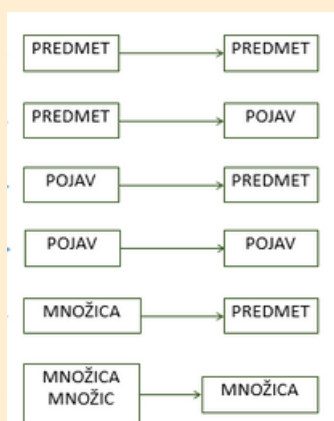 PREDMET PREDMET
PREDMET POJAV
POJAV PREDMET
POJAV POJAV
MNOŽICA PREDMET
MNOŽICA
MNOŽIC
MNOŽICA